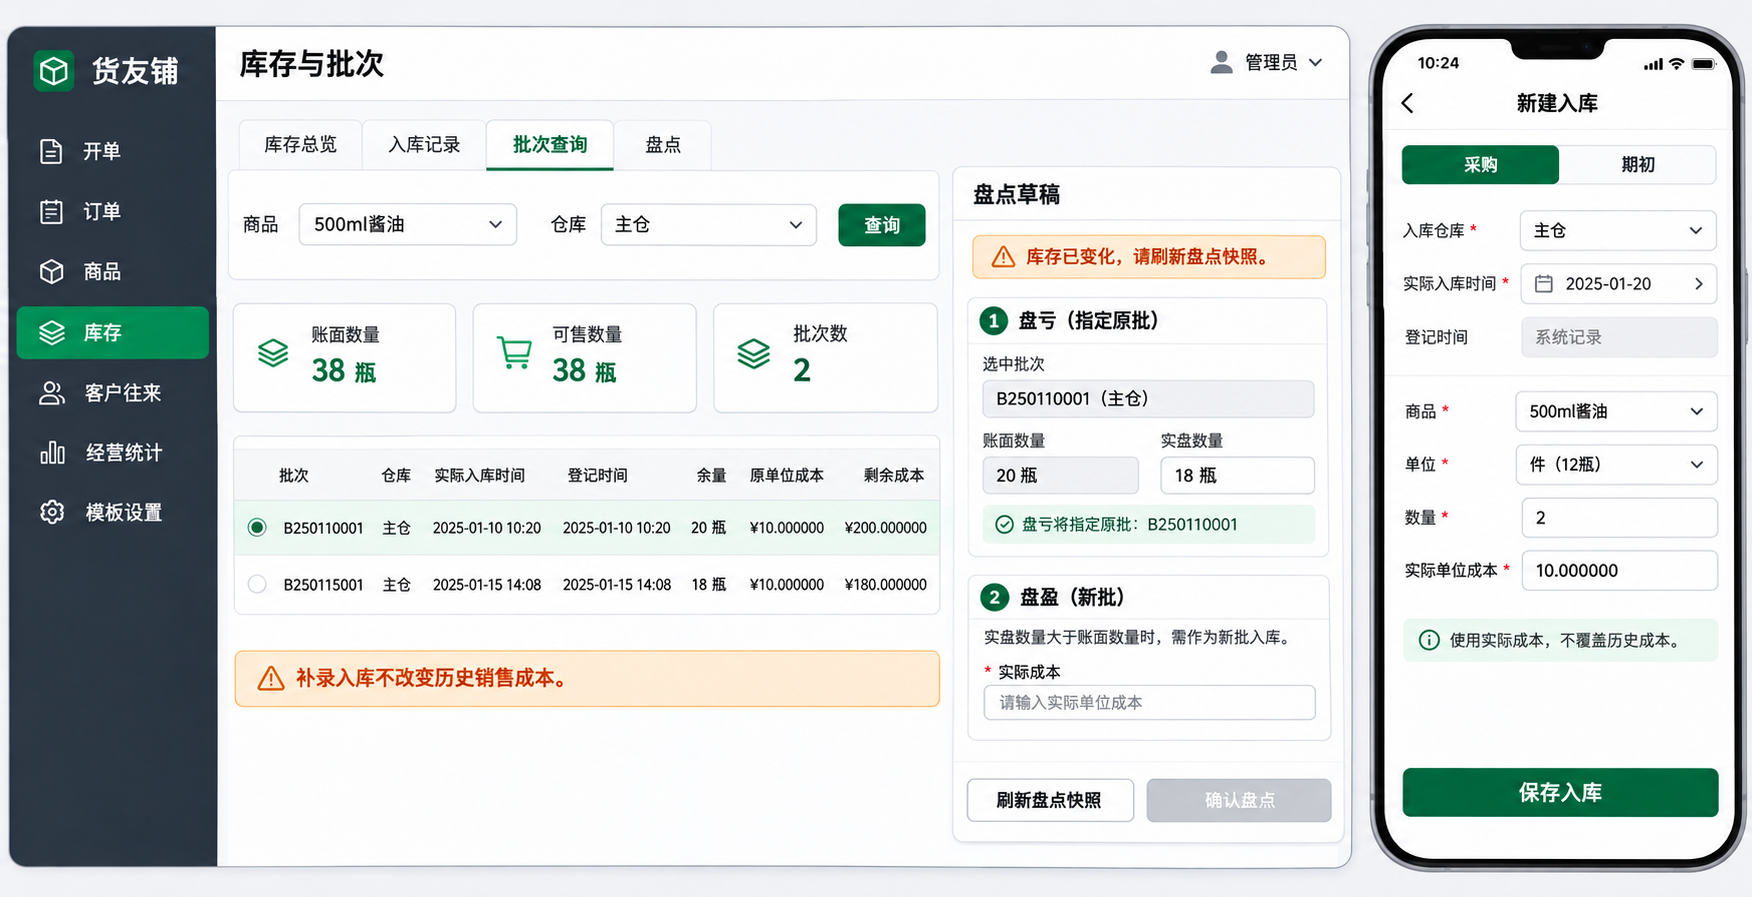 货友铺
开单
订单
商品
库存
客户往来
经营统计
模板设置
库存与批次
管理员
库存总览
入库记录
批次查询
盘点
商品
500ml酱油
仓库
主仓
查询
账面数量
38 瓶
可售数量
38 瓶
批次数
2
批次 仓库 实际入库时间 登记时间 余量 原单位成本 剩余成本
B250110001 主仓 2025-01-10 10:20 2025-01-10 10:20 20 瓶 ¥10.000000 ¥200.000000
B250115001 主仓 2025-01-15 14:08 2025-01-15 14:08 18 瓶 ¥10.000000 ¥180.000000
补录入库不改变历史销售成本。
盘点草稿
库存已变化，请刷新盘点快照。
1 盘亏（指定原批）
选中批次
B250110001（主仓）
账面数量 实盘数量
20 瓶 18 瓶
盘亏将指定原批：B250110001
2 盘盈（新批）
实盘数量大于账面数量时，需作为新批入库。
* 实际成本
请输入实际单位成本
刷新盘点快照 确认盘点
10:24
新建入库
采购 期初
入库仓库 * 主仓
实际入库时间 * 2025-01-20
登记时间 系统记录
商品 * 500ml酱油
单位 * 件（12瓶）
数量 * 2
实际单位成本 * 10.000000
使用实际成本，不覆盖历史成本。
保存入库